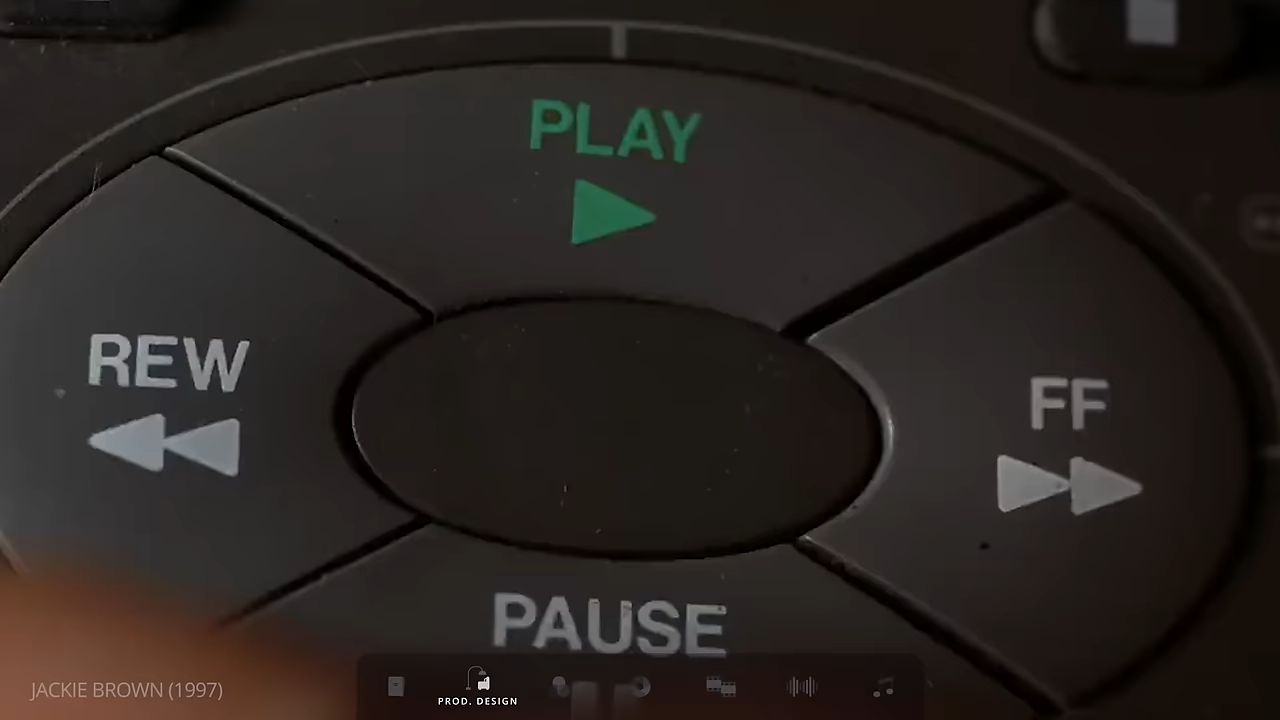 PLAY
REW
FF
PAUSE
JACKIE BROWN (1997)
PROD. DESIGN